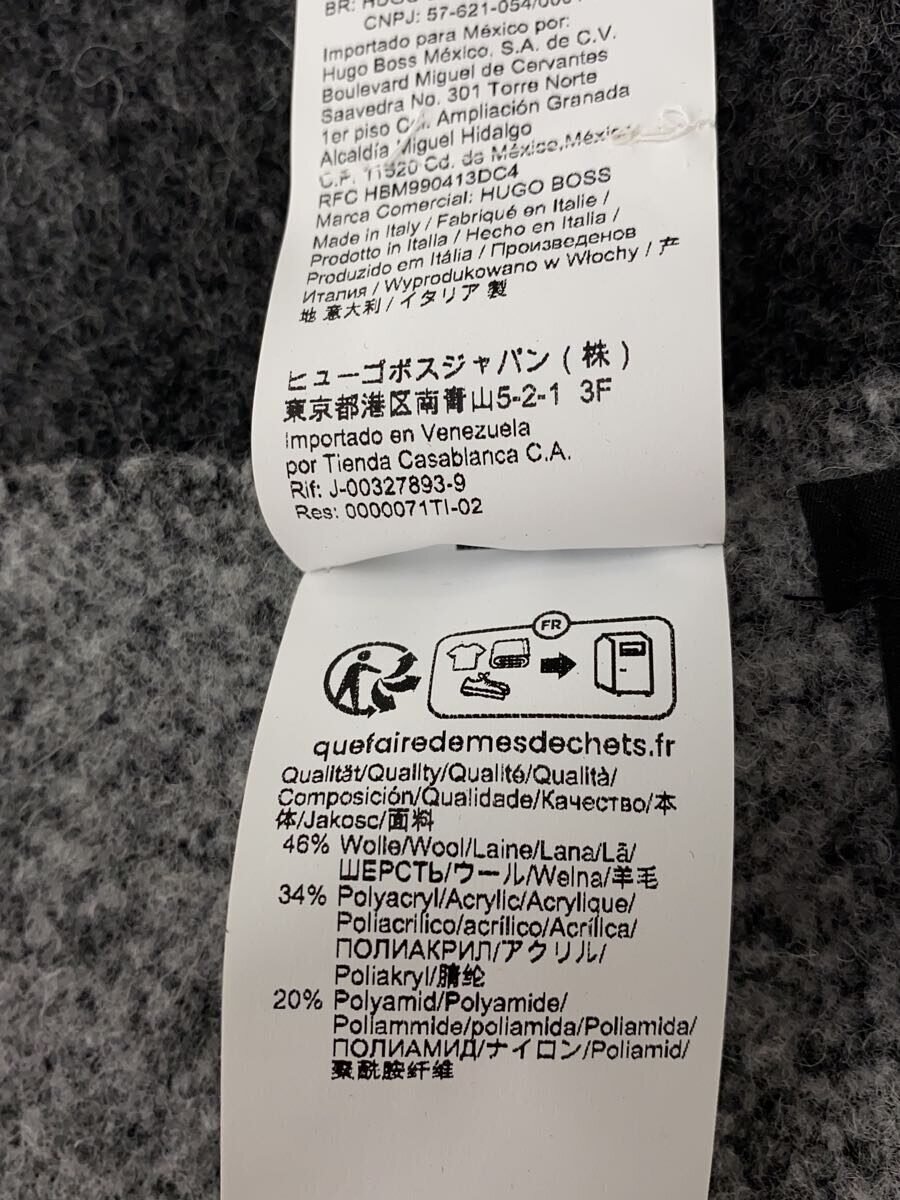 BR: HUGO
CNPJ: 57-621-054/000
Importado para México por:
Hugo Boss México, S.A. de C.V.
Boulevard Miguel de Cervantes
Saavedra No. 301 Torre Norte
1er piso Ampliación Granada
Alcaldía Miguel Hidalgo
C.P. 11520 Cd. de México,México
RFC HBM990413DC4
Marca Comercial: HUGO BOSS
Made in Italy / Fabriqué en Italie /
Prodotto in Italia / Hecho en Italia /
Produzido em Itália / Произведенов
Италия / Wyprodukowano w Włochy / 产
地 意大利 / イタリア 製
ヒューゴボスジャパン(株)
東京都港区南青山5-2-1 3F
Importado en Venezuela
por Tienda Casablanca C.A.
Rif: J-00327893-9
Res: 0000071TI-02
FR
quefairedemesdechets.fr
Qualität/Quality/Qualité/Qualità/
Composición/Qualidade/Качество/本
体/Jakosc/面料
46% Wolle/Wool/Laine/Lana/Lã/
ШЕРСТЬ/ウール/Welna/羊毛
34% Polyacryl/Acrylic/Acrylique/
Poliacrilico/acrílico/Acrílica/
ПОЛИАКРИЛ/アクリル/
Poliakryl/腈纶
20% Polyamid/Polyamide/
Poliammide/poliamida/Poliamida/
ПОЛИАМИД/ナイロン/Poliamid/
聚酰胺纤维